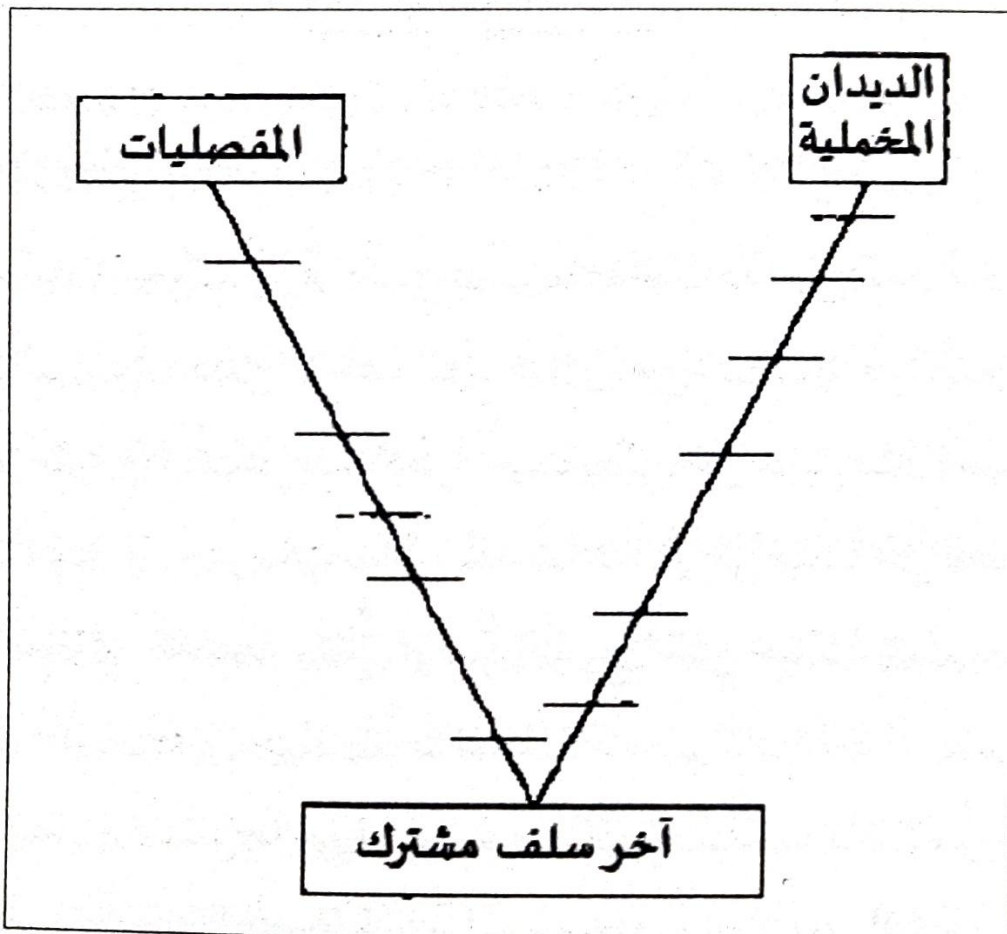 المفصليات
الديدان
المخملية
آخر سلف مشترك